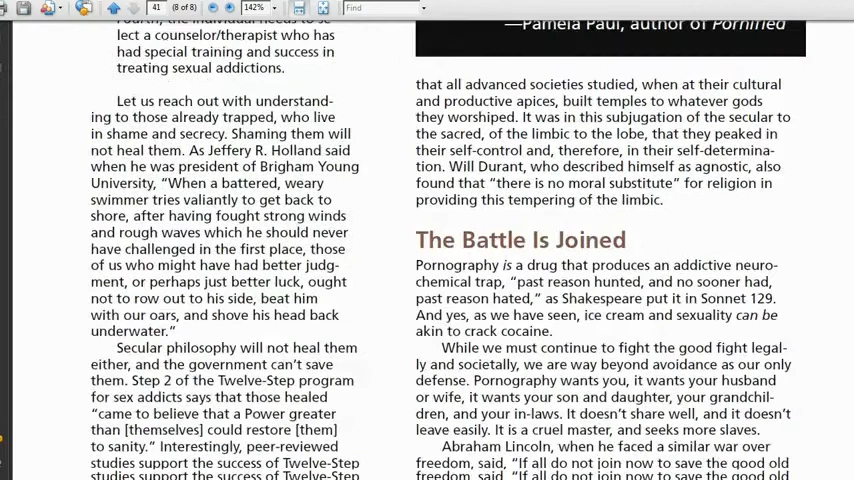 41
(8 of 8)
142%
Find
Fourth, the individual needs to se-
lect a counselor/therapist who has
had special training and success in
treating sexual addictions.
Let us reach out with understand-
ing to those already trapped, who live
in shame and secrecy. Shaming them will
not heal them. As Jeffery R. Holland said
when he was president of Brigham Young
University, “When a battered, weary
swimmer tries valiantly to get back to
shore, after having fought strong winds
and rough waves which he should never
have challenged in the first place, those
of us who might have had better judg-
ment, or perhaps just better luck, ought
not to row out to his side, beat him
with our oars, and shove his head back
underwater.”
Secular philosophy will not heal them
either, and the government can’t save
them. Step 2 of the Twelve-Step program
for sex addicts says that those healed
“came to believe that a Power greater
than [themselves] could restore [them]
to sanity.” Interestingly, peer-reviewed
studies support the success of Twelve-Step
studies support the success of Twelve-Step
—Pamela Paul, author of Pornified
that all advanced societies studied, when at their cultural
and productive apices, built temples to whatever gods
they worshiped. It was in this subjugation of the secular to
the sacred, of the limbic to the lobe, that they peaked in
their self-control and, therefore, in their self-determina-
tion. Will Durant, who described himself as agnostic, also
found that “there is no moral substitute” for religion in
providing this tempering of the limbic.
The Battle Is Joined
Pornography is a drug that produces an addictive neuro-
chemical trap, “past reason hunted, and no sooner had,
past reason hated,” as Shakespeare put it in Sonnet 129.
And yes, as we have seen, ice cream and sexuality can be
akin to crack cocaine.
While we must continue to fight the good fight legal-
ly and societally, we are way beyond avoidance as our only
defense. Pornography wants you, it wants your husband
or wife, it wants your son and daughter, your grandchil-
dren, and your in-laws. It doesn’t share well, and it doesn’t
leave easily. It is a cruel master, and seeks more slaves.
Abraham Lincoln, when he faced a similar war over
freedom, said, “If all do not join now to save the good old
freedom, said, “If all do not join now to save the good old